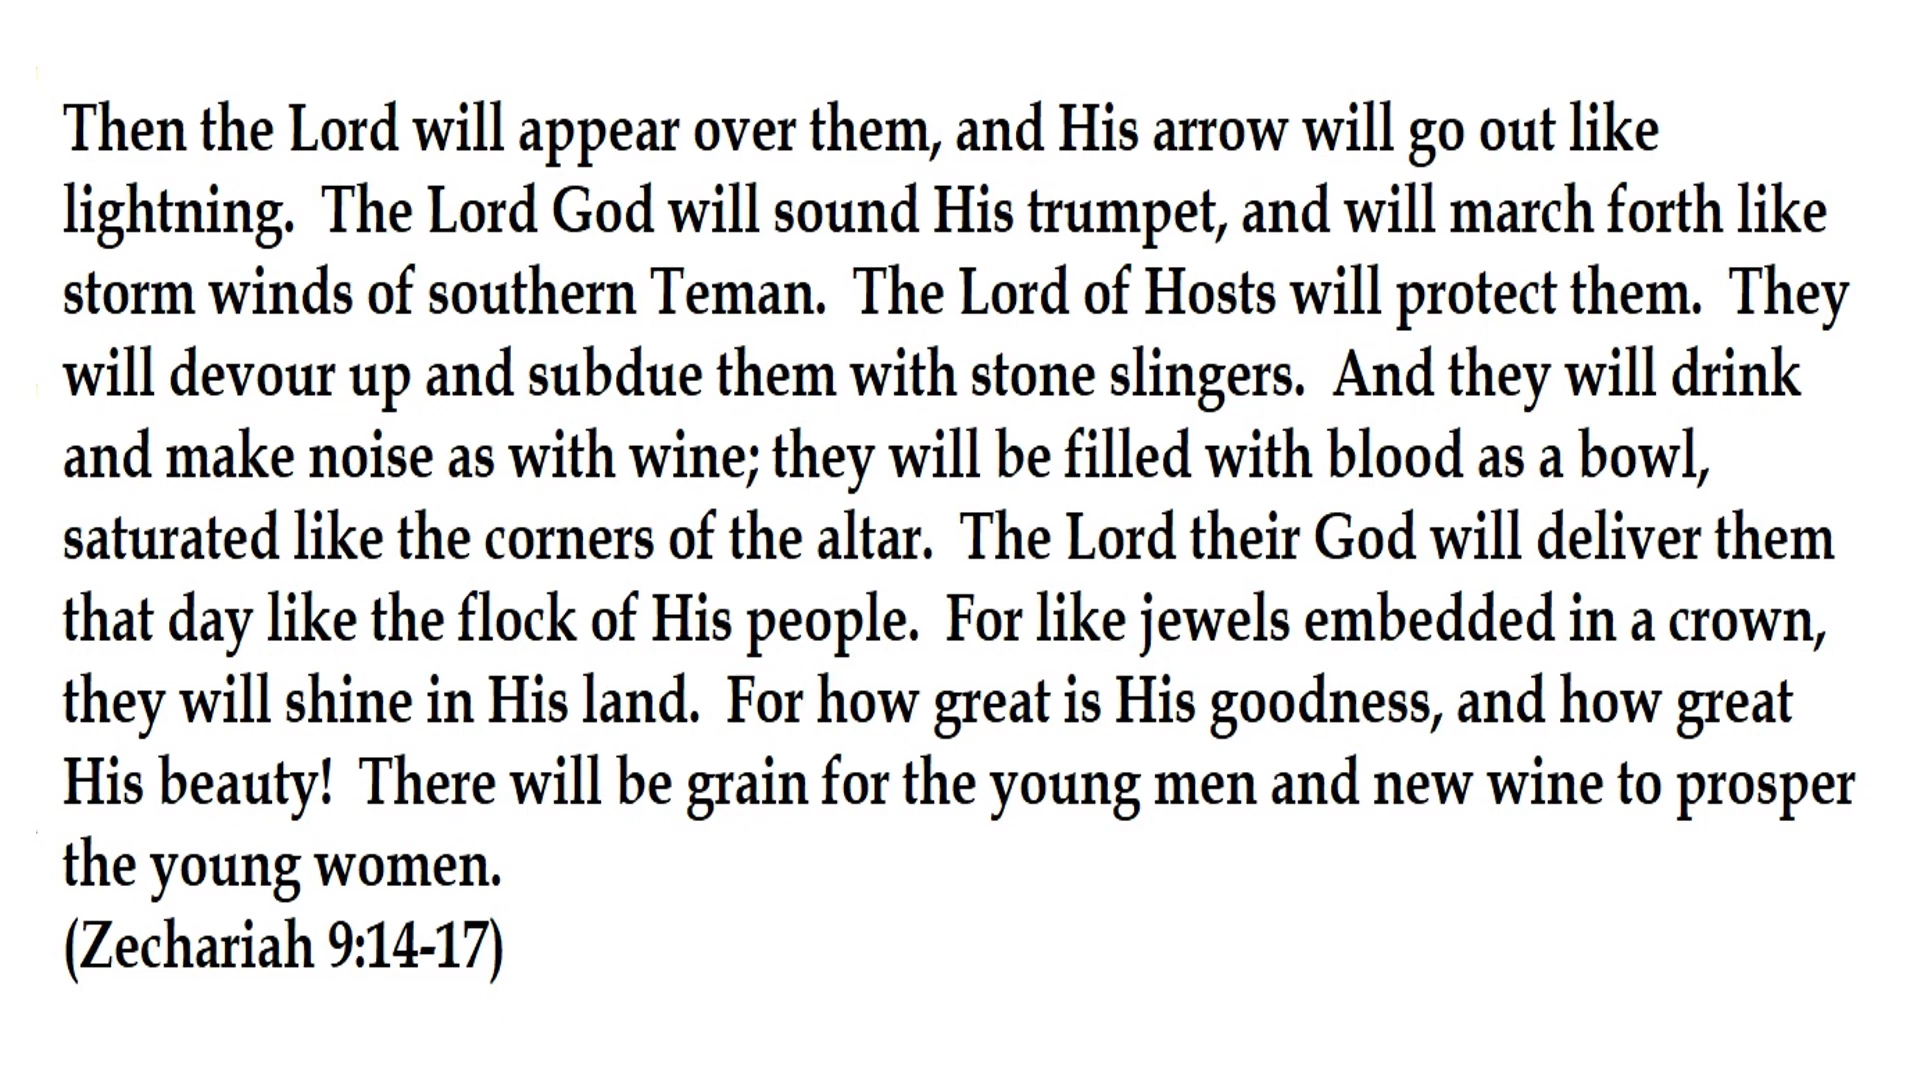 Then the Lord will appear over them, and His arrow will go out like
lightning.  The Lord God will sound His trumpet, and will march forth like
storm winds of southern Teman.  The Lord of Hosts will protect them.  They
will devour up and subdue them with stone slingers.  And they will drink
and make noise as with wine; they will be filled with blood as a bowl,
saturated like the corners of the altar.  The Lord their God will deliver them
that day like the flock of His people.  For like jewels embedded in a crown,
they will shine in His land.  For how great is His goodness, and how great
His beauty!  There will be grain for the young men and new wine to prosper
the young women.
(Zechariah 9:14-17)